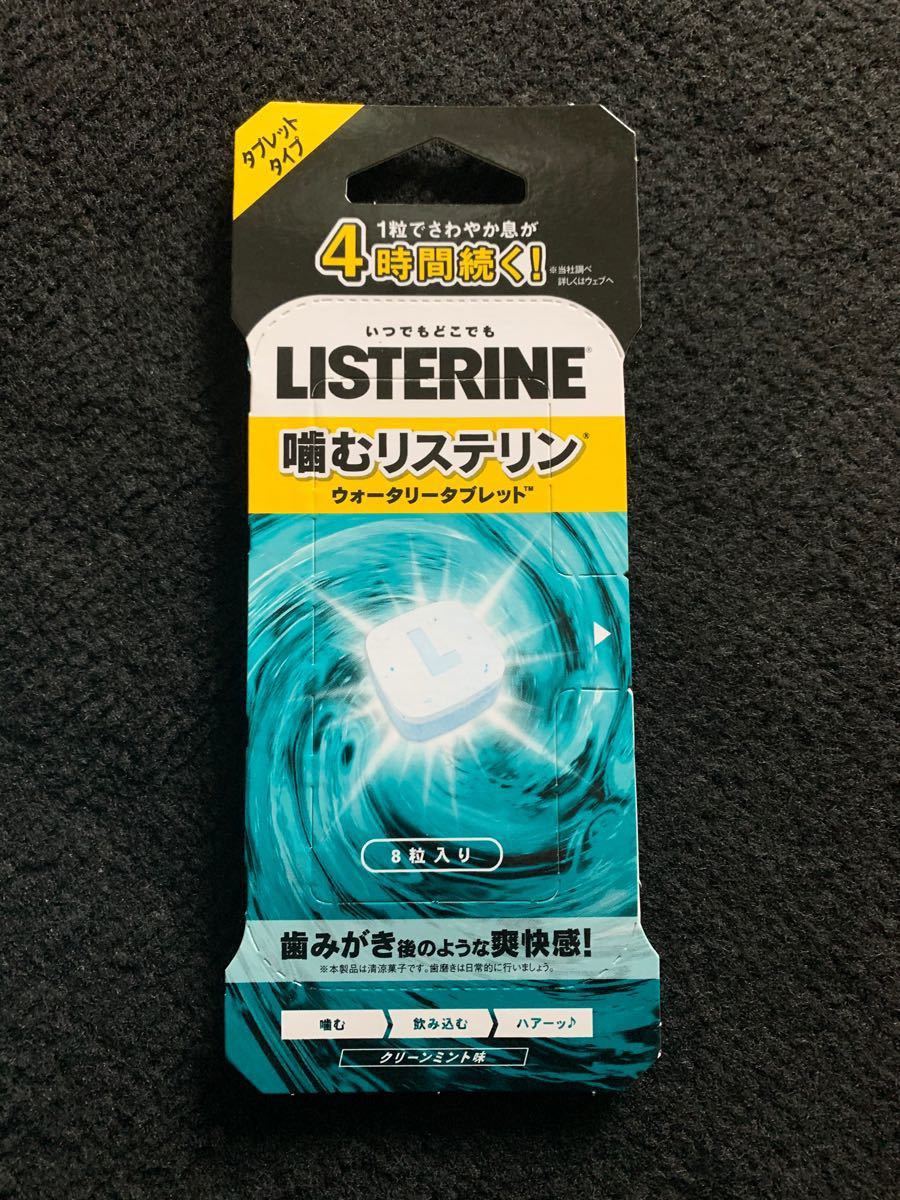 タブレット
タイプ
1粒でさわやか息が
4時間続く!
※当社調べ
詳しくはウェブへ
いつでもどこでも
LISTERINE®
噛むリステリン®
ウォータリータブレット™
L
8粒入り
歯みがき後のような爽快感!
※本製品は清涼菓子です。歯磨きは日常的に行いましょう。
噛む 飲み込む ハアーッ♪
クリーンミント味